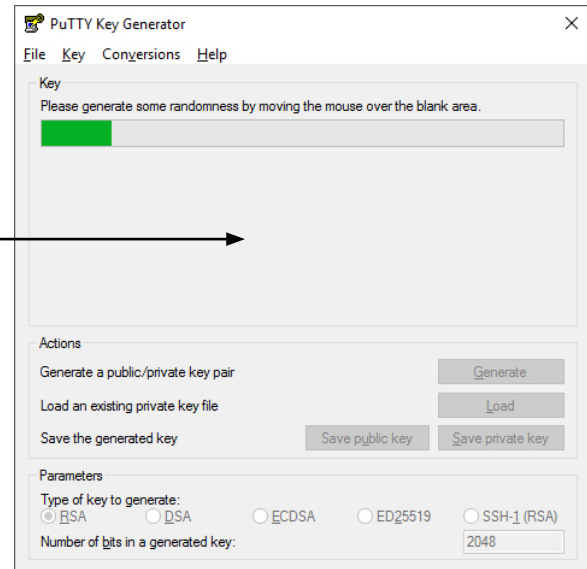 PuTTY Key Generator
File Key Conversions Help
Key
Please generate some randomness by moving the mouse over the blank area.
Actions
Generate a public/private key pair Generate
Load an existing private key file Load
Save the generated key Save public key Save private key
Parameters
Type of key to generate:
RSA DSA ECDSA ED25519 SSH-1 (RSA)
Number of bits in a generated key: 2048